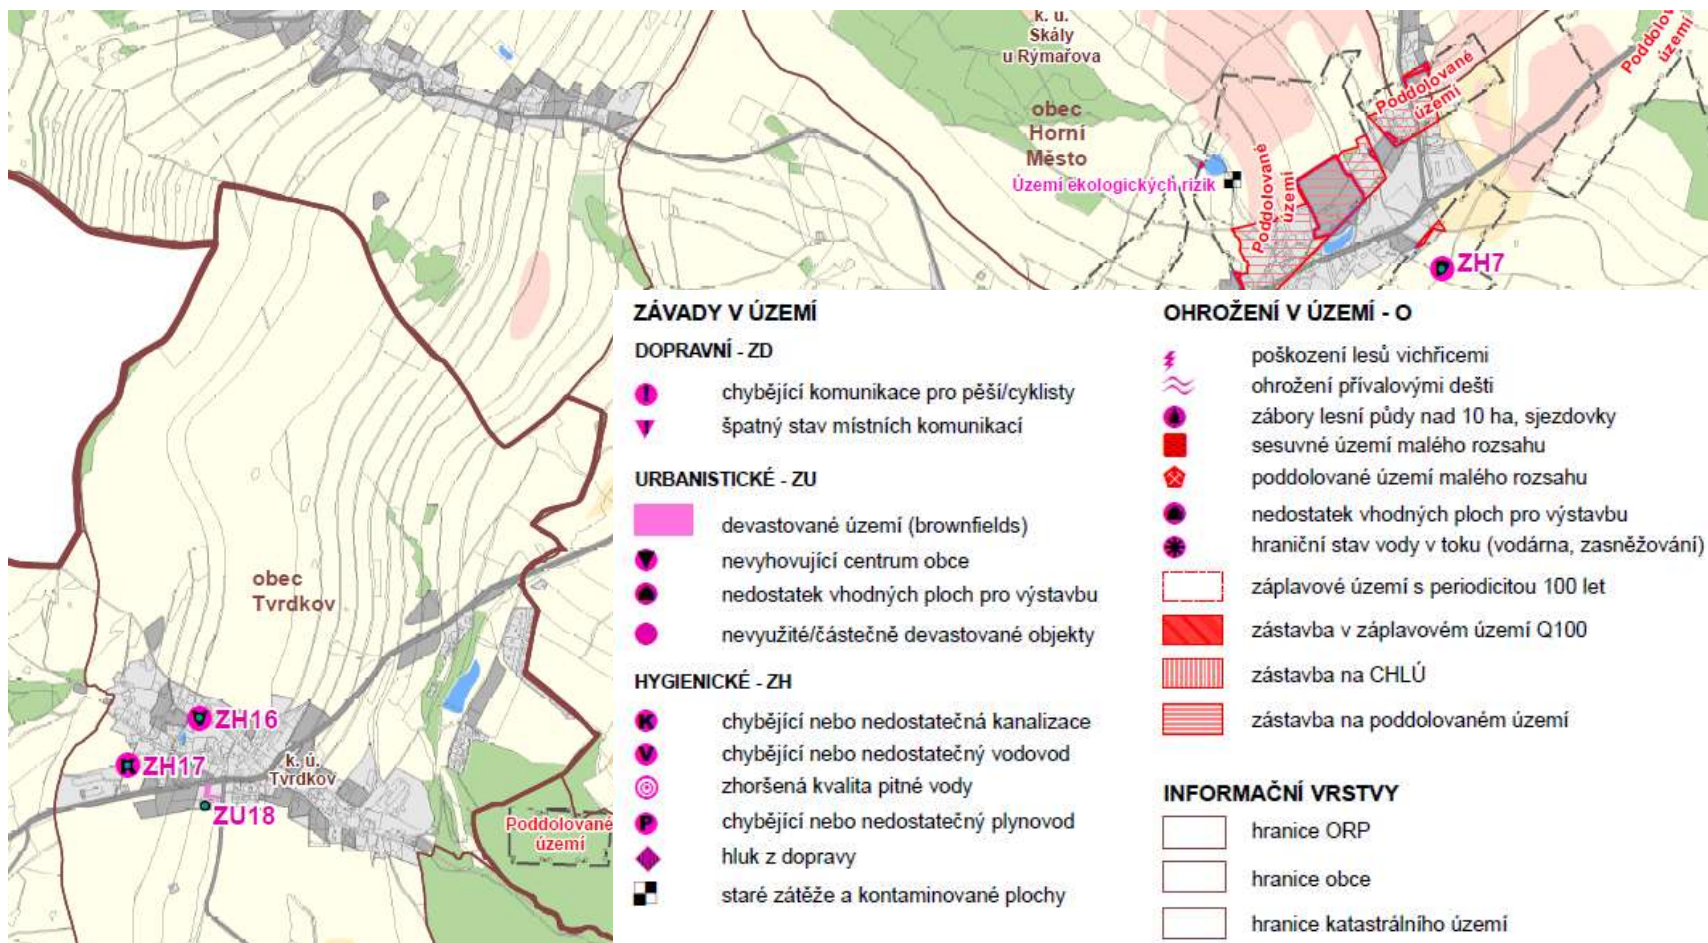 k. ú.
Skály
u Rýmařova
obec
Horní
Město
Území ekologických rizik
Poddolované
území
Poddolované
území
Poddolov
území
ZH7
obec
Tvrdkov
ZH16
ZH17
k. ú.
Tvrdkov
ZU18
Poddolované
území
ZÁVADY V ÚZEMÍ
DOPRAVNÍ - ZD
chybějící komunikace pro pěší/cyklisty
špatný stav místních komunikací
URBANISTICKÉ - ZU
devastované území (brownfields)
nevyhovující centrum obce
nedostatek vhodných ploch pro výstavbu
nevyužité/částečně devastované objekty
HYGIENICKÉ - ZH
K chybějící nebo nedostatečná kanalizace
V chybějící nebo nedostatečný vodovod
zhoršená kvalita pitné vody
P chybějící nebo nedostatečný plynovod
hluk z dopravy
staré zátěže a kontaminované plochy
OHROŽENÍ V ÚZEMÍ - O
poškození lesů vichřicemi
ohrožení přívalovými dešti
zábory lesní půdy nad 10 ha, sjezdovky
sesuvné území malého rozsahu
poddolované území malého rozsahu
nedostatek vhodných ploch pro výstavbu
hraniční stav vody v toku (vodárna, zasněžování)
záplavové území s periodicitou 100 let
zástavba v záplavovém území Q100
zástavba na CHLÚ
zástavba na poddolovaném území
INFORMAČNÍ VRSTVY
hranice ORP
hranice obce
hranice katastrálního území